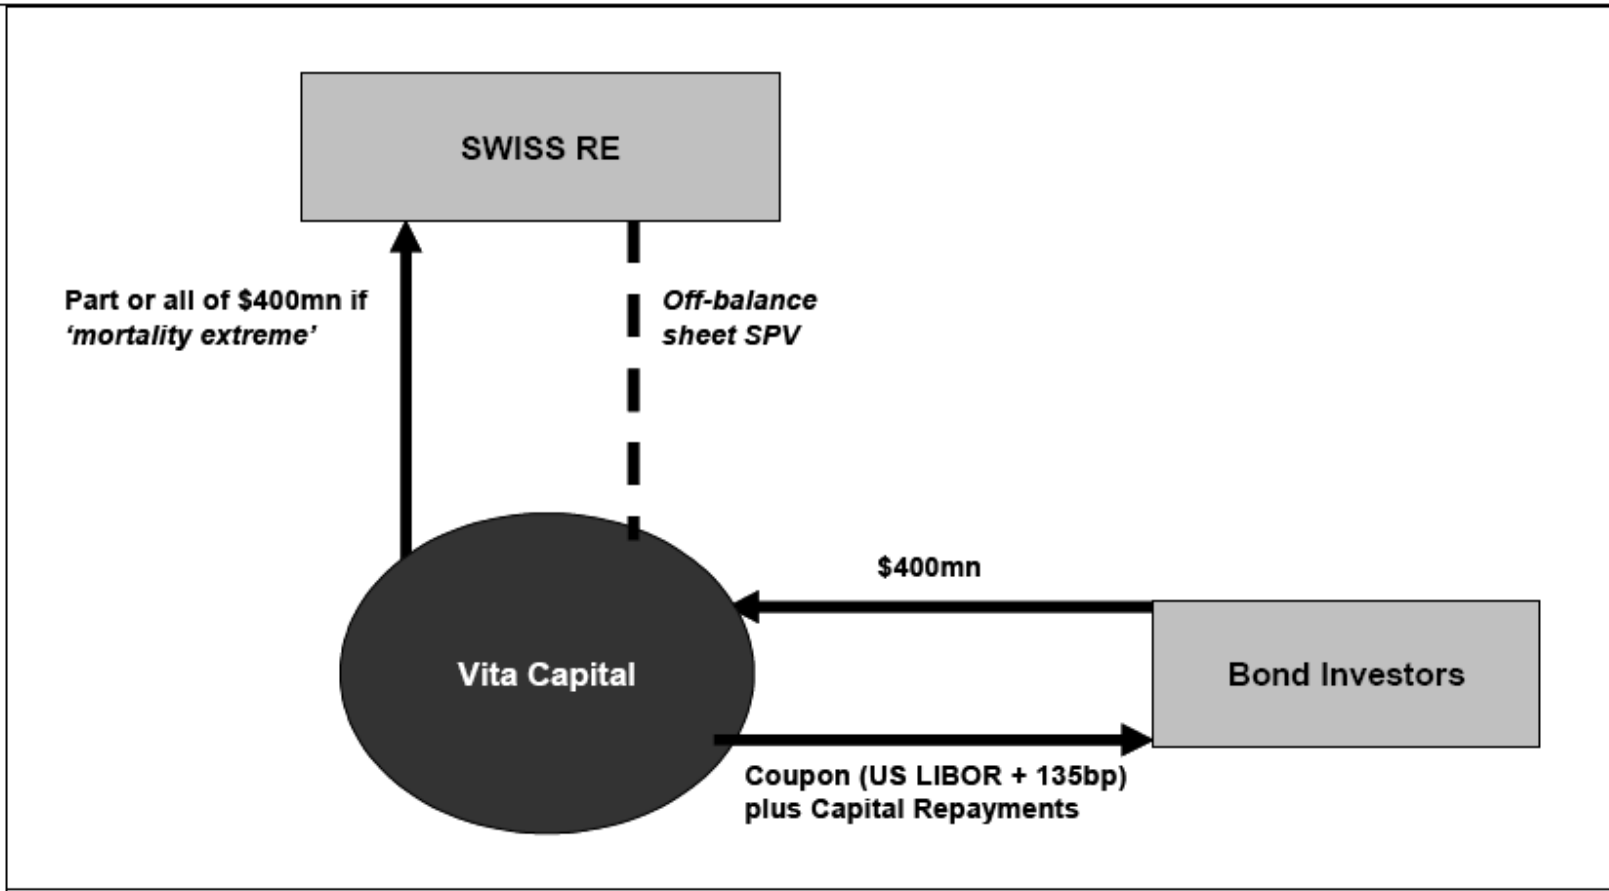 SWISS RE
Part or all of $400mn if
‘mortality extreme’
Off-balance
sheet SPV
$400mn
Vita Capital
Bond Investors
Coupon (US LIBOR + 135bp)
plus Capital Repayments